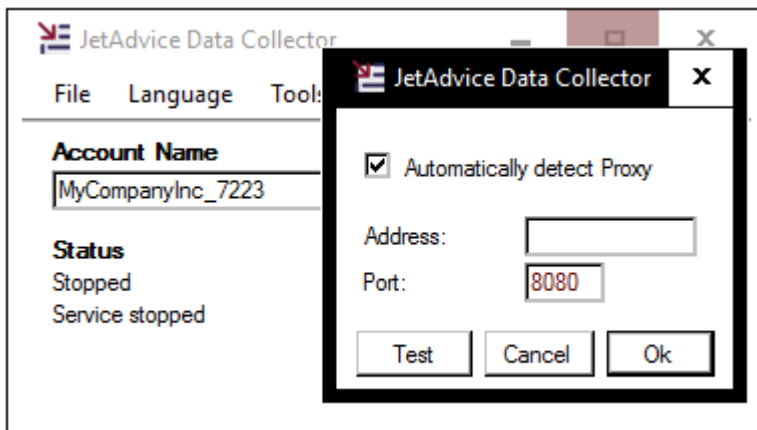 JetAdvice Data Collector
File Language Tools
Account Name
MyCompanyInc_7223
Status
Stopped
Service stopped
JetAdvice Data Collector
Automatically detect Proxy
Address:
Port: 8080
Test Cancel Ok